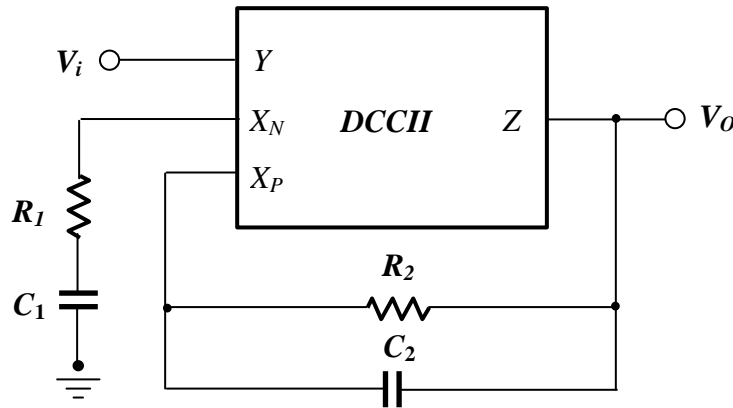 V_i
Y
X_N
DCCII
Z
V_O
X_P
R_1
R_2
C_1
C_2